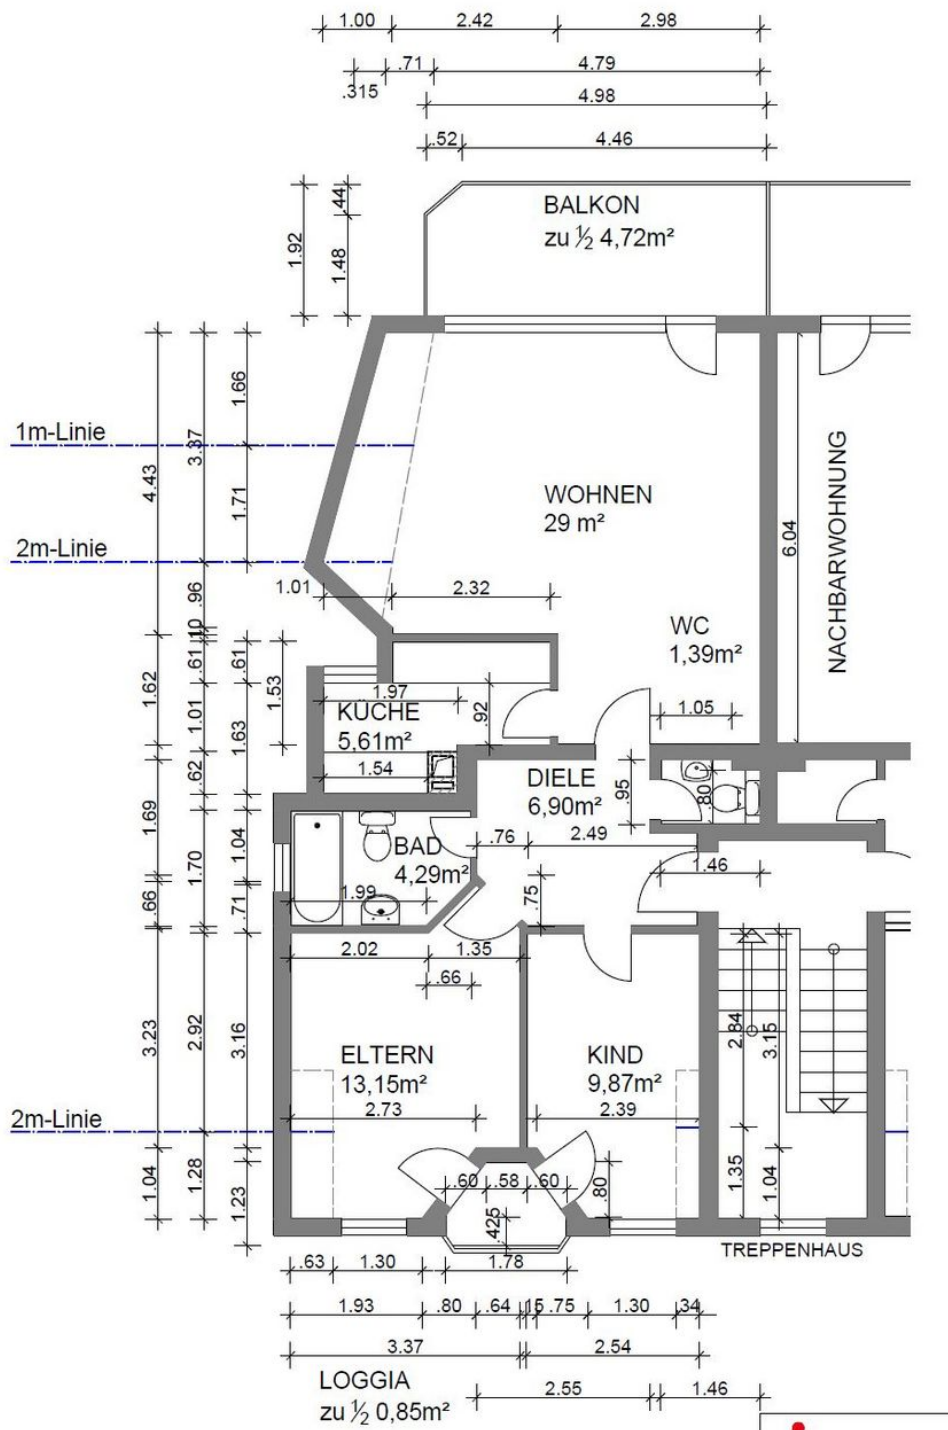 1.00 2.42 2.98
.71 4.79
.315
4.98
.52 4.46
BALKON
zu ½ 4,72m²
.44
1.92
1.48
1.66
1m-Linie
3.37
4.43
1.71
WOHNEN
29 m²
NACHBARWOHNUNG
6.04
2m-Linie
1.01 2.32
.96
10
WC
1,39m²
.61 .61
1.62
1.53
1.01
1.63
1.97
.92
1.05
KÜCHE
5,61m²
1.54
.62
DIELE
6,90m²
.95
.80
1.69
1.04
1.70
.76 2.49
BAD
4,29m²
1.46
.66
.71
1.99
.75
2.02 1.35
.66
3.23
2.92
3.16
2.84
3.15
ELTERN
13,15m²
KIND
9,87m²
2.73 2.39
2m-Linie
1.04
1.28
1.23
.60 .58 .60
.80
1.35
1.04
.425
TREPPENHAUS
.63 1.30 1.78
1.93 .80 .64 15 .75 1.30 .34
3.37 2.54
LOGGIA
zu ½ 0,85m²
2.55 1.46